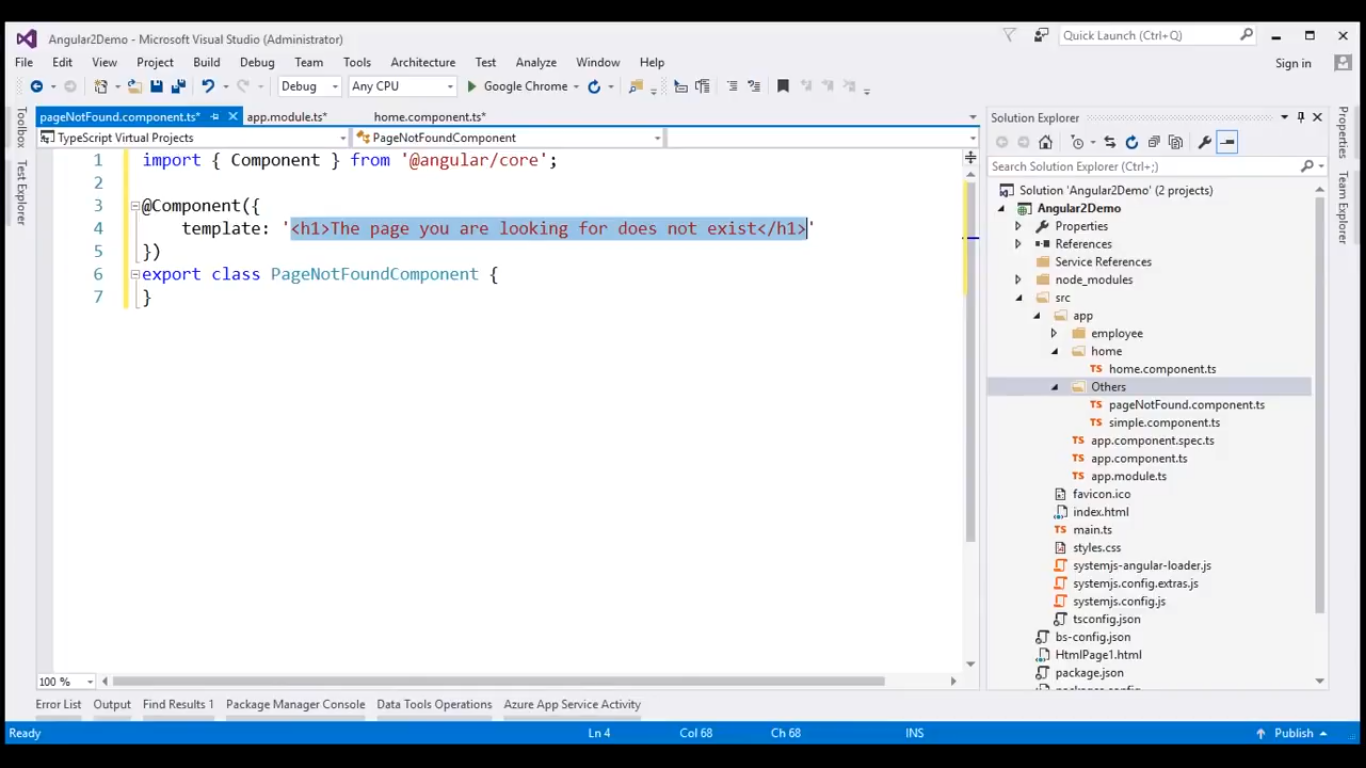 Angular2Demo - Microsoft Visual Studio (Administrator)
Quick Launch (Ctrl+Q)
File Edit View Project Build Debug Team Tools Architecture Test Analyze Window Help
Sign in
Debug Any CPU Google Chrome
Toolbox
Test Explorer
pageNotFound.component.ts* app.module.ts* home.component.ts*
TypeScript Virtual Projects PageNotFoundComponent
1 import { Component } from '@angular/core';
2
3 @Component({
4 template: '<h1>The page you are looking for does not exist</h1>'
5 })
6 export class PageNotFoundComponent {
7 }
100 %
Solution Explorer
Search Solution Explorer (Ctrl+;)
Solution 'Angular2Demo' (2 projects)
Angular2Demo
Properties
References
Service References
node_modules
src
app
employee
home
TS home.component.ts
Others
TS pageNotFound.component.ts
TS simple.component.ts
TS app.component.spec.ts
TS app.component.ts
TS app.module.ts
favicon.ico
index.html
TS main.ts
styles.css
systemjs-angular-loader.js
systemjs.config.extras.js
systemjs.config.js
tsconfig.json
bs-config.json
HtmlPage1.html
package.json
Properties
Team Explorer
Error List Output Find Results 1 Package Manager Console Data Tools Operations Azure App Service Activity
Ready Ln 4 Col 68 Ch 68 INS Publish